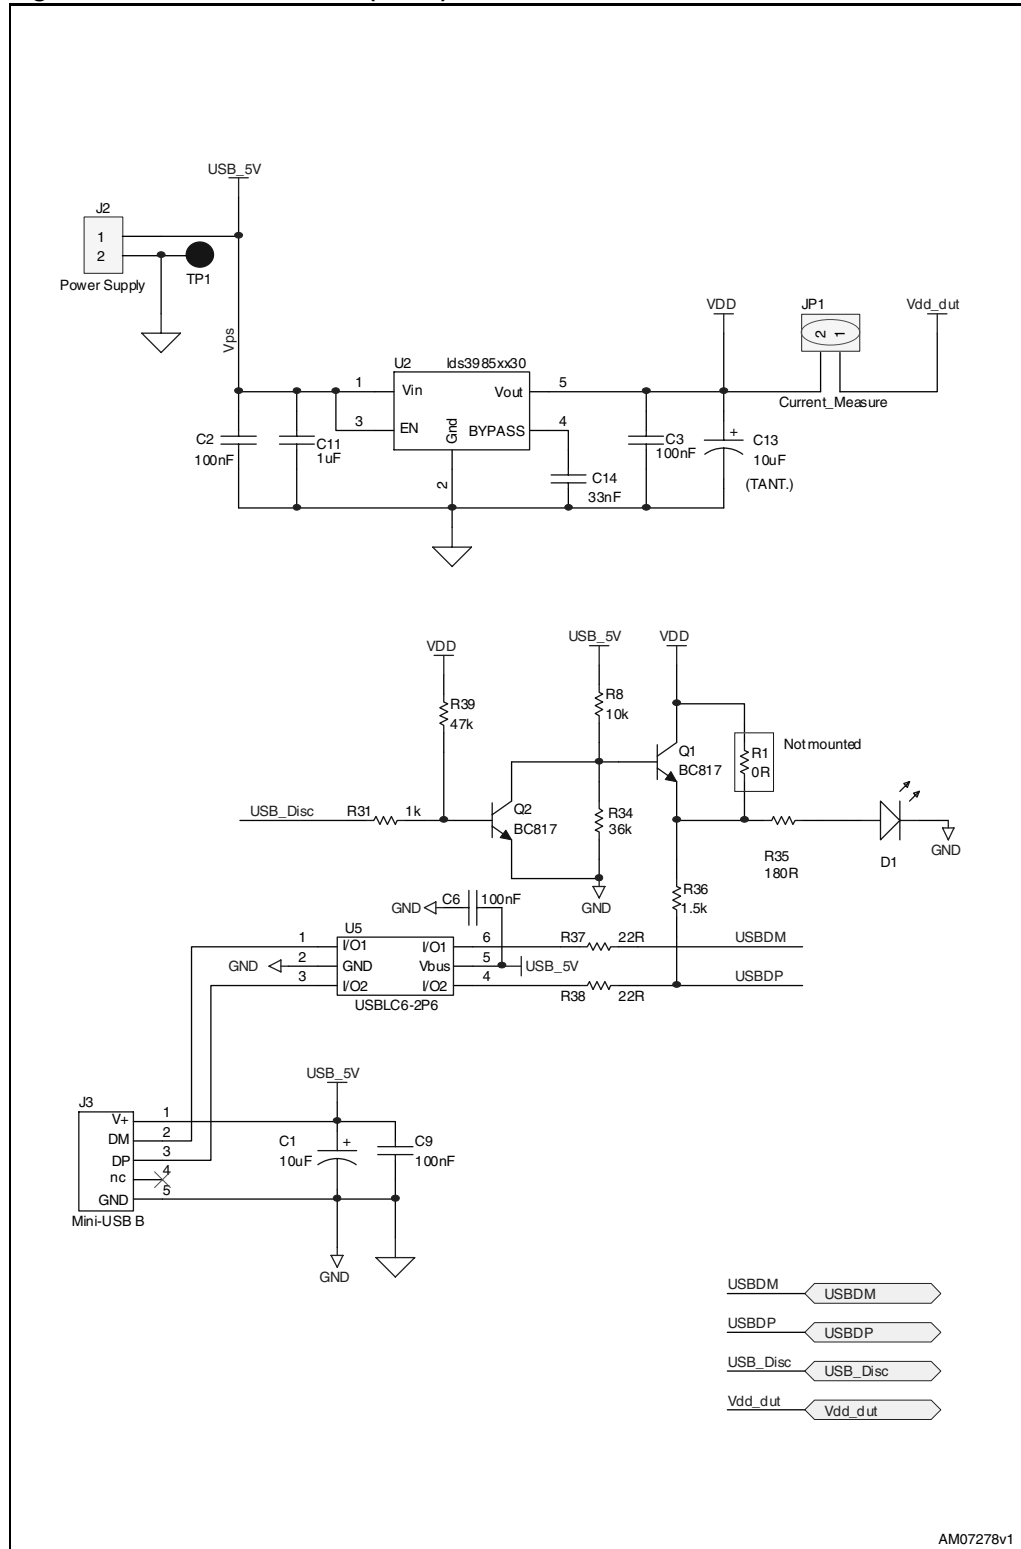 USB_5V
J2
1
2
TP1
Power Supply
Vps
VDD
JP1
2 1
Vdd_dut
Current_Measure
U2 lds3985xx30
1 Vin Vout 5
3 EN BYPASS 4
Gnd
2
C2
100nF
C11
1uF
C14
33nF
C3
100nF
+
C13
10uF
(TANT.)
VDD
USB_5V
VDD
R39
47k
R8
10k
Q1
BC817
R1
0R
Not mounted
USB_Disc
R31 1k
Q2
BC817
R34
36k
R35
180R
D1
GND
GND
R36
1.5k
GND
C6 100nF
U5
1 I/O1 I/O1 6
GND 2 GND Vbus 5 USB_5V
3 I/O2 I/O2 4
USBLC6-2P6
R37 22R USBDM
R38 22R USBDP
USB_5V
J3
V+ 1
DM 2
DP 3
nc 4
GND 5
Mini-USB B
C1
10uF
+
C9
100nF
GND
USBDM USBDM
USBDP USBDP
USB_Disc USB_Disc
Vdd_dut Vdd_dut
AM07278v1